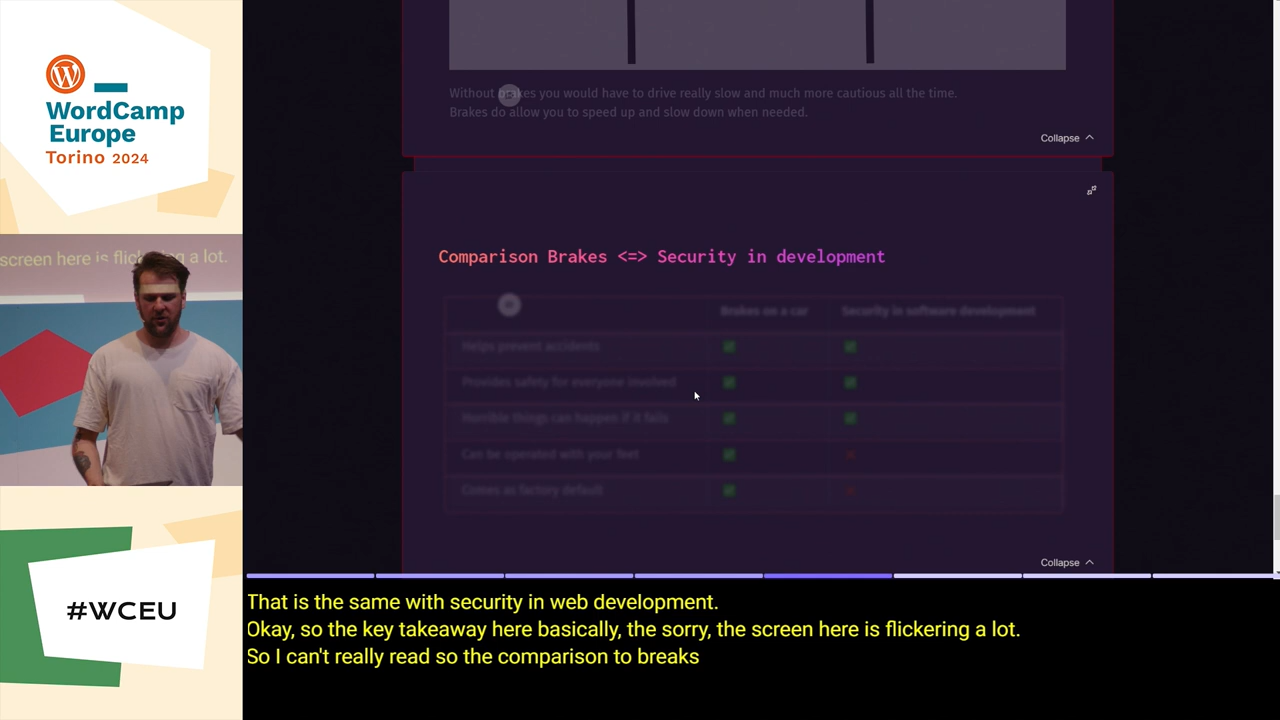 WordCamp
Europe
Torino 2024
screen here is flickering a lot.
#WCEU
Without brakes you would have to drive really slow and much more cautious all the time.
Brakes do allow you to speed up and slow down when needed.
Collapse
Comparison Brakes <=> Security in development
Brakes on a car Security in software development
Helps prevent accidents
Provides safety for everyone involved
Horrible things can happen if it fails
Can be operated with your feet
Comes as factory default
Collapse
That is the same with security in web development.
Okay, so the key takeaway here basically, the sorry, the screen here is flickering a lot.
So I can't really read so the comparison to breaks